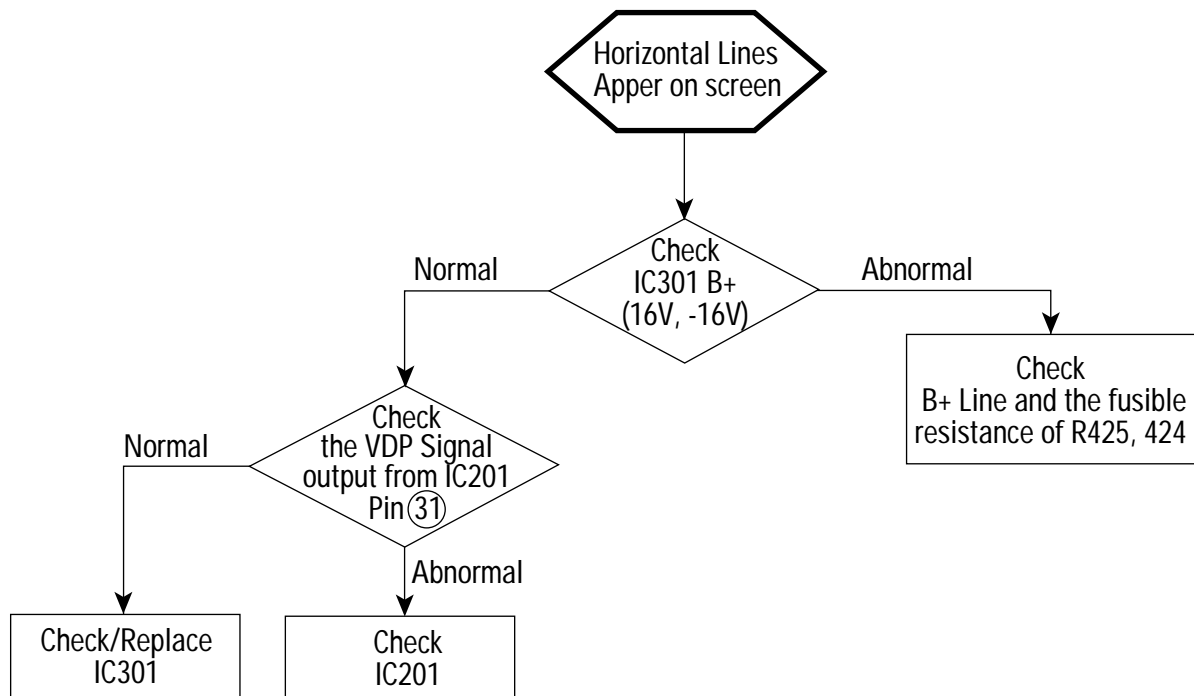 Horizontal Lines
Apper on screen
Check
IC301 B+
(16V, -16V)
Normal
Abnormal
Check
B+ Line and the fusible
resistance of R425, 424
Check
the VDP Signal
output from IC201
Pin 31
Normal
Abnormal
Check/Replace
IC301
Check
IC201